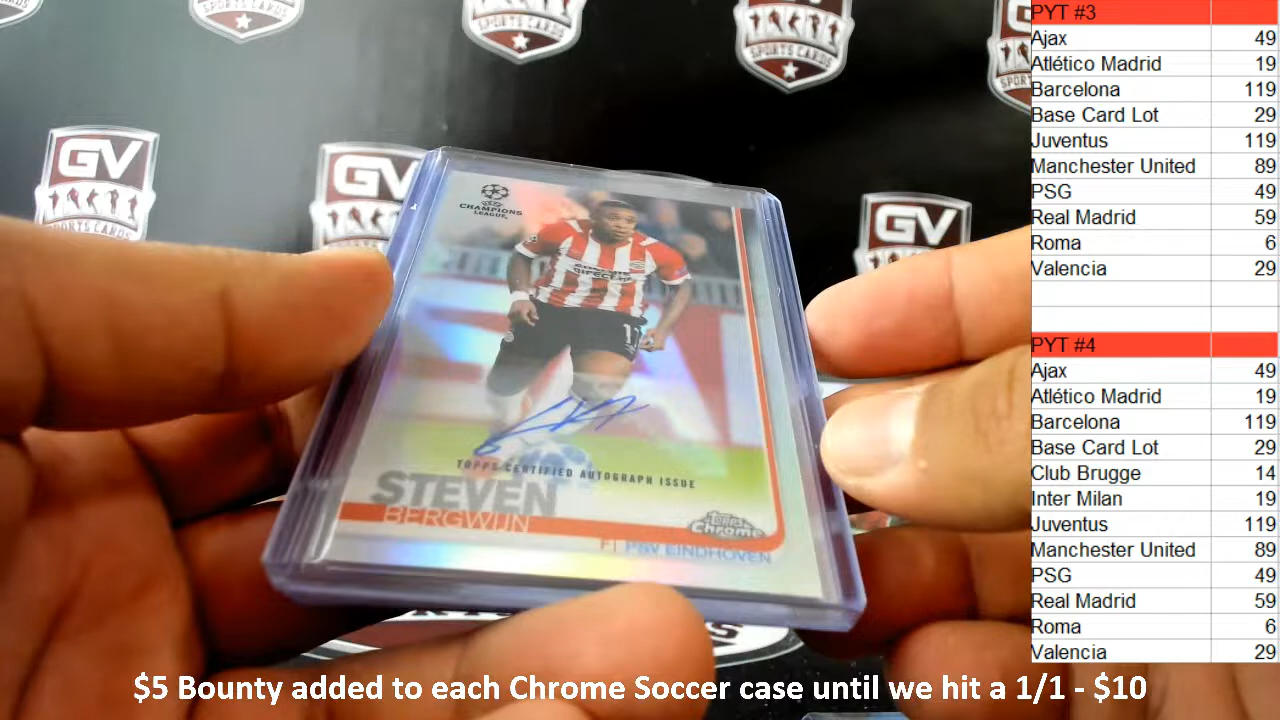 GV
SPORTS CARDS
CHAMPIONS
LEAGUE
11
TOPPS CERTIFIED AUTOGRAPH ISSUE
STEVEN
BERGWIJN
Topps
Chrome
F| PSV EINDHOVEN
PYT #3
Ajax 49
Atlético Madrid 19
Barcelona 119
Base Card Lot 29
Juventus 119
Manchester United 89
PSG 49
Real Madrid 59
Roma 6
Valencia 29
PYT #4
Ajax 49
Atlético Madrid 19
Barcelona 119
Base Card Lot 29
Club Brugge 14
Inter Milan 19
Juventus 119
Manchester United 89
PSG 49
Real Madrid 59
Roma 6
Valencia 29
$5 Bounty added to each Chrome Soccer case until we hit a 1/1 - $10